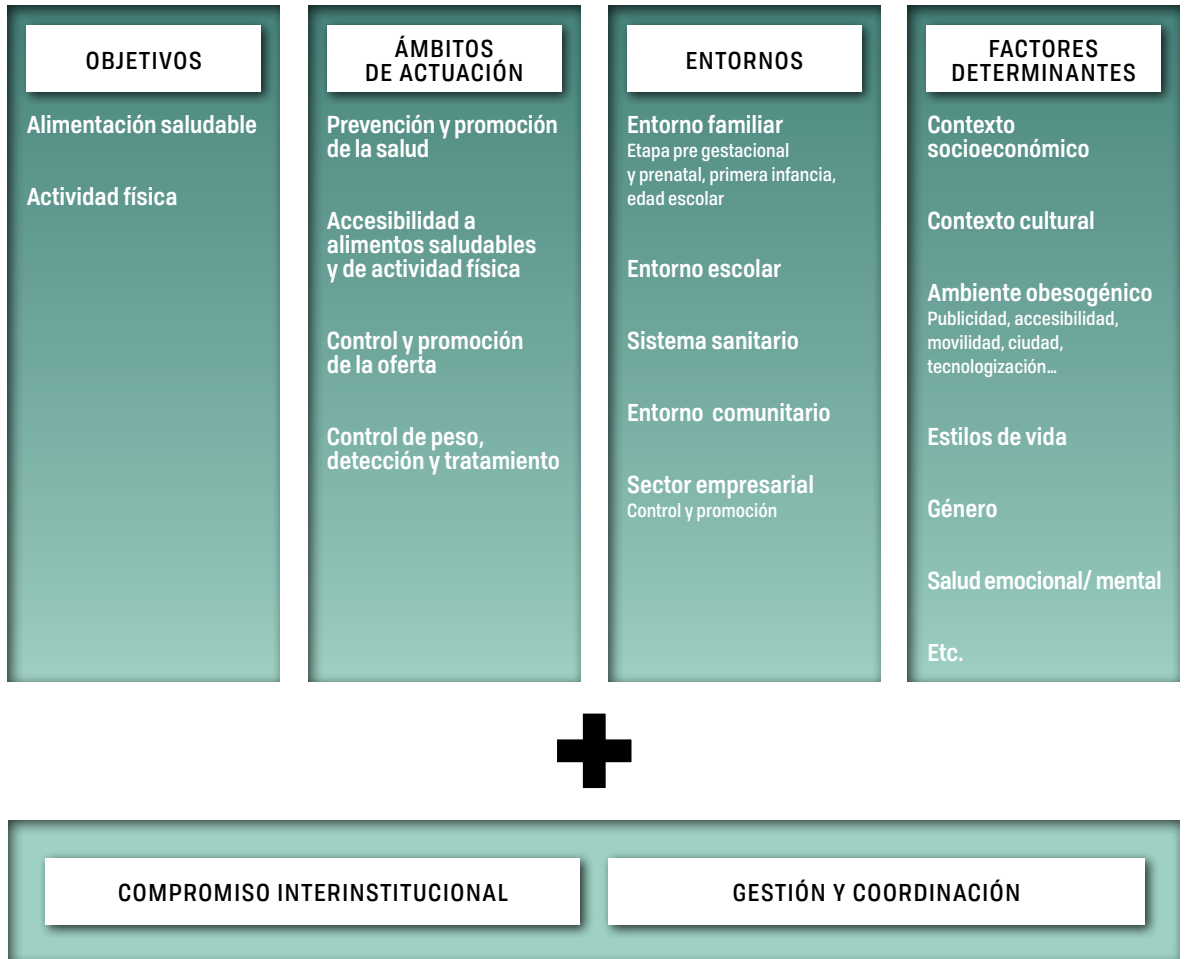 OBJETIVOS
Alimentación saludable
Actividad física
ÁMBITOS
DE ACTUACIÓN
Prevención y promoción
de la salud
Accesibilidad a
alimentos saludables
y de actividad física
Control y promoción
de la oferta
Control de peso,
detección y tratamiento
ENTORNOS
Entorno familiar
Etapa pre gestacional
y prenatal, primera infancia,
edad escolar
Entorno escolar
Sistema sanitario
Entorno comunitario
Sector empresarial
Control y promoción
FACTORES
DETERMINANTES
Contexto
socioeconómico
Contexto cultural
Ambiente obesogénico
Publicidad, accesibilidad,
movilidad, ciudad,
tecnologización...
Estilos de vida
Género
Salud emocional/ mental
Etc.
COMPROMISO INTERINSTITUCIONAL
GESTIÓN Y COORDINACIÓN